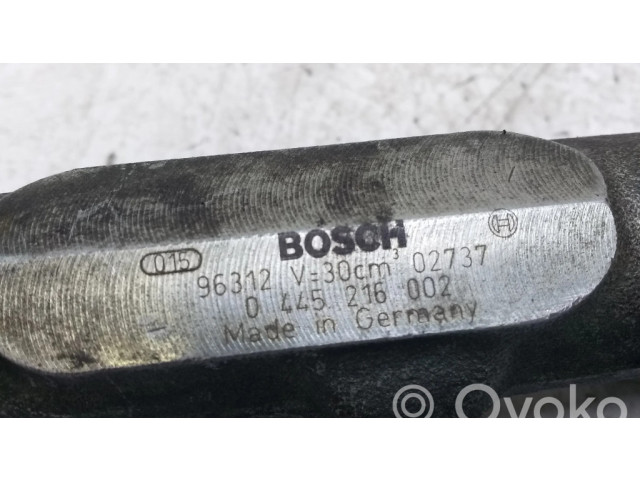 BOSCH
015
96312 V=30cm³ 02737
0 445 216 002
Made in Germany
Ovoko